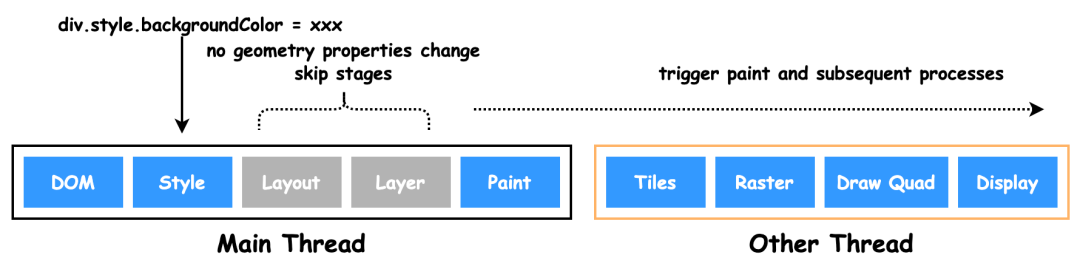 div.style.backgroundColor = xxx
no geometry properties change
skip stages
trigger paint and subsequent processes
DOM
Style
Layout
Layer
Paint
Tiles
Raster
Draw Quad
Display
Main Thread
Other Thread